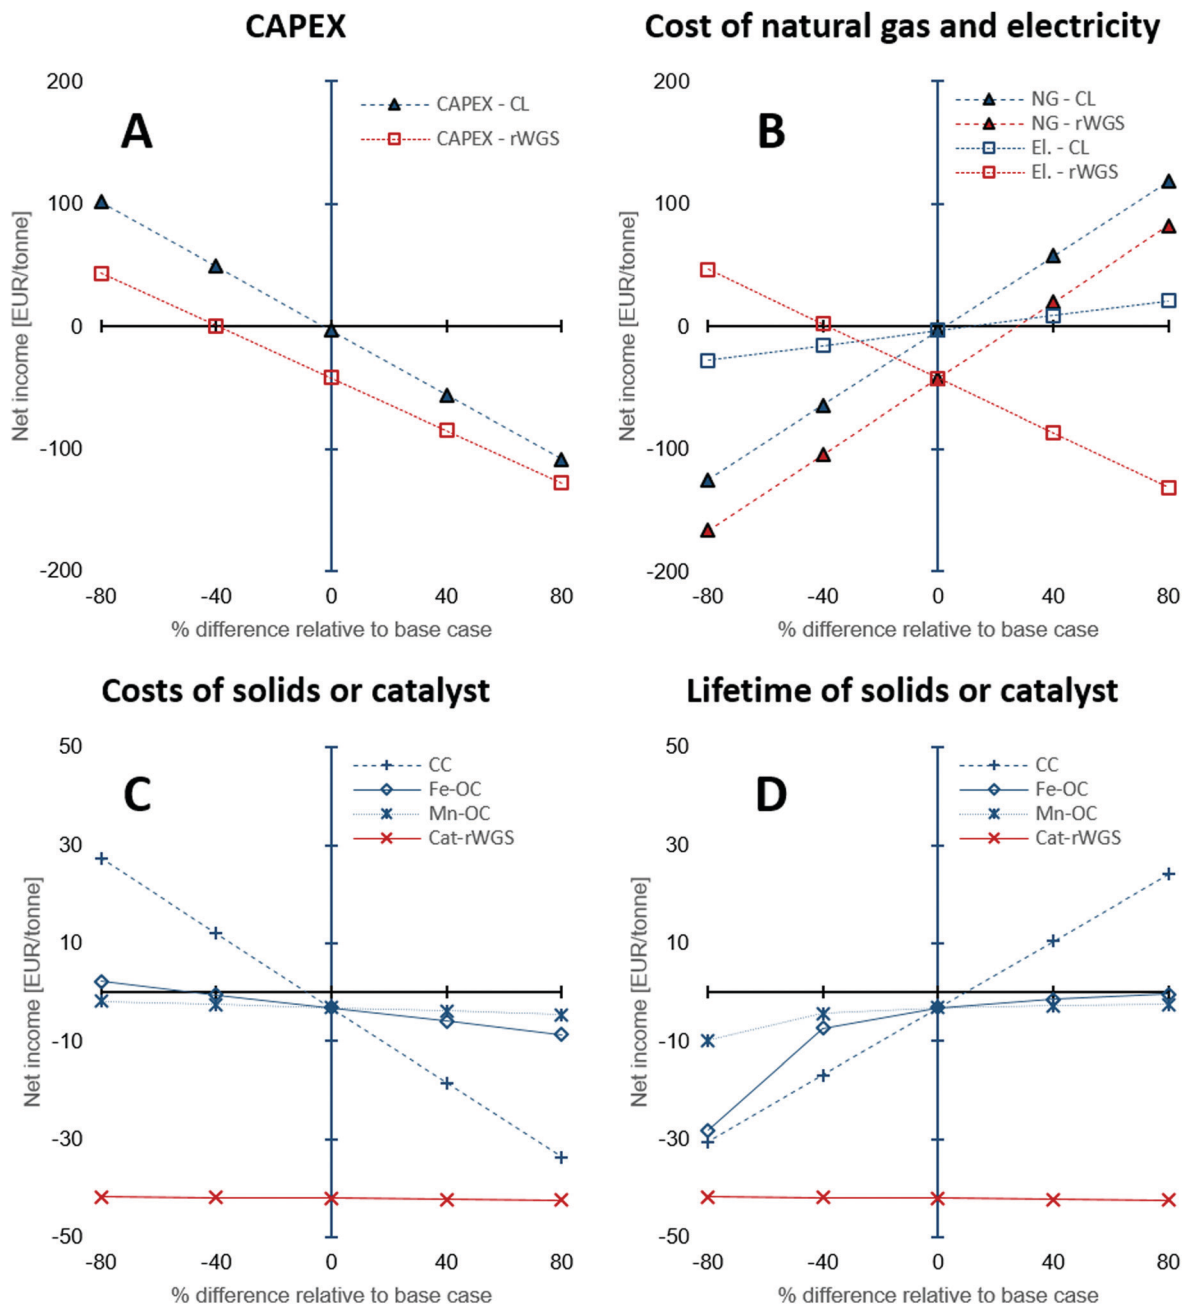 CAPEX
Cost of natural gas and electricity
200
100
0
-100
-200
-80
-40
0
40
80
Net income [EUR/tonne]
% difference relative to base case
A
CAPEX - CL
CAPEX - rWGS
200
100
0
-100
-200
-80
-40
0
40
80
Net income [EUR/tonne]
% difference relative to base case
B
NG - CL
NG - rWGS
El. - CL
El. - rWGS
Costs of solids or catalyst
Lifetime of solids or catalyst
50
30
10
-10
-30
-50
-80
-40
0
40
80
Net income [EUR/tonne]
% difference relative to base case
C
CC
Fe-OC
Mn-OC
Cat-rWGS
50
30
10
-10
-30
-50
-80
-40
0
40
80
Net income [EUR/tonne]
% difference relative to base case
D
CC
Fe-OC
Mn-OC
Cat-rWGS